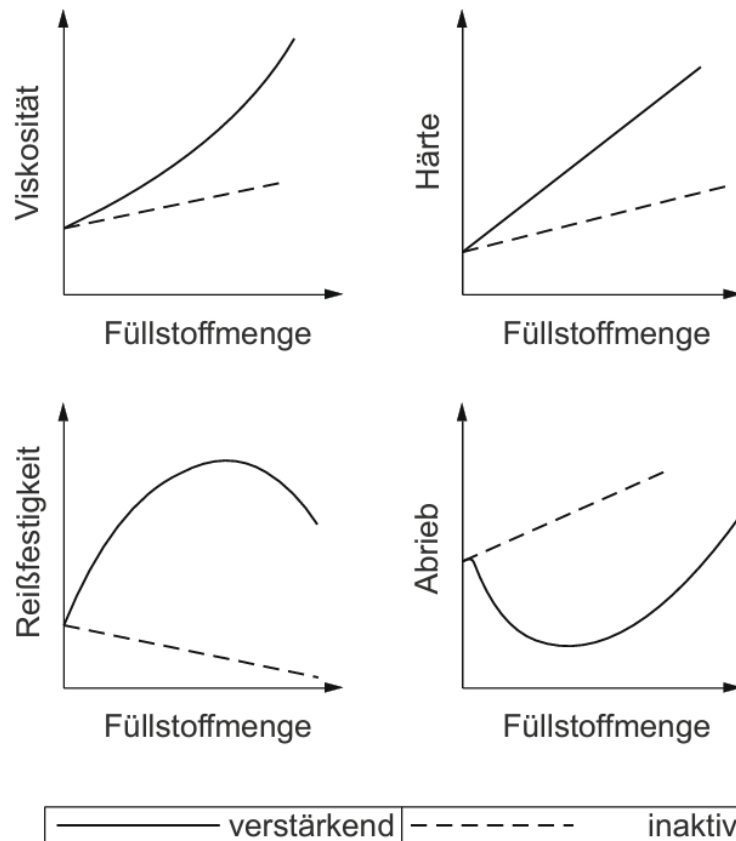 Viskosität
Füllstoffmenge
Härte
Füllstoffmenge
Reißfestigkeit
Füllstoffmenge
Abrieb
Füllstoffmenge
verstärkend
inaktiv